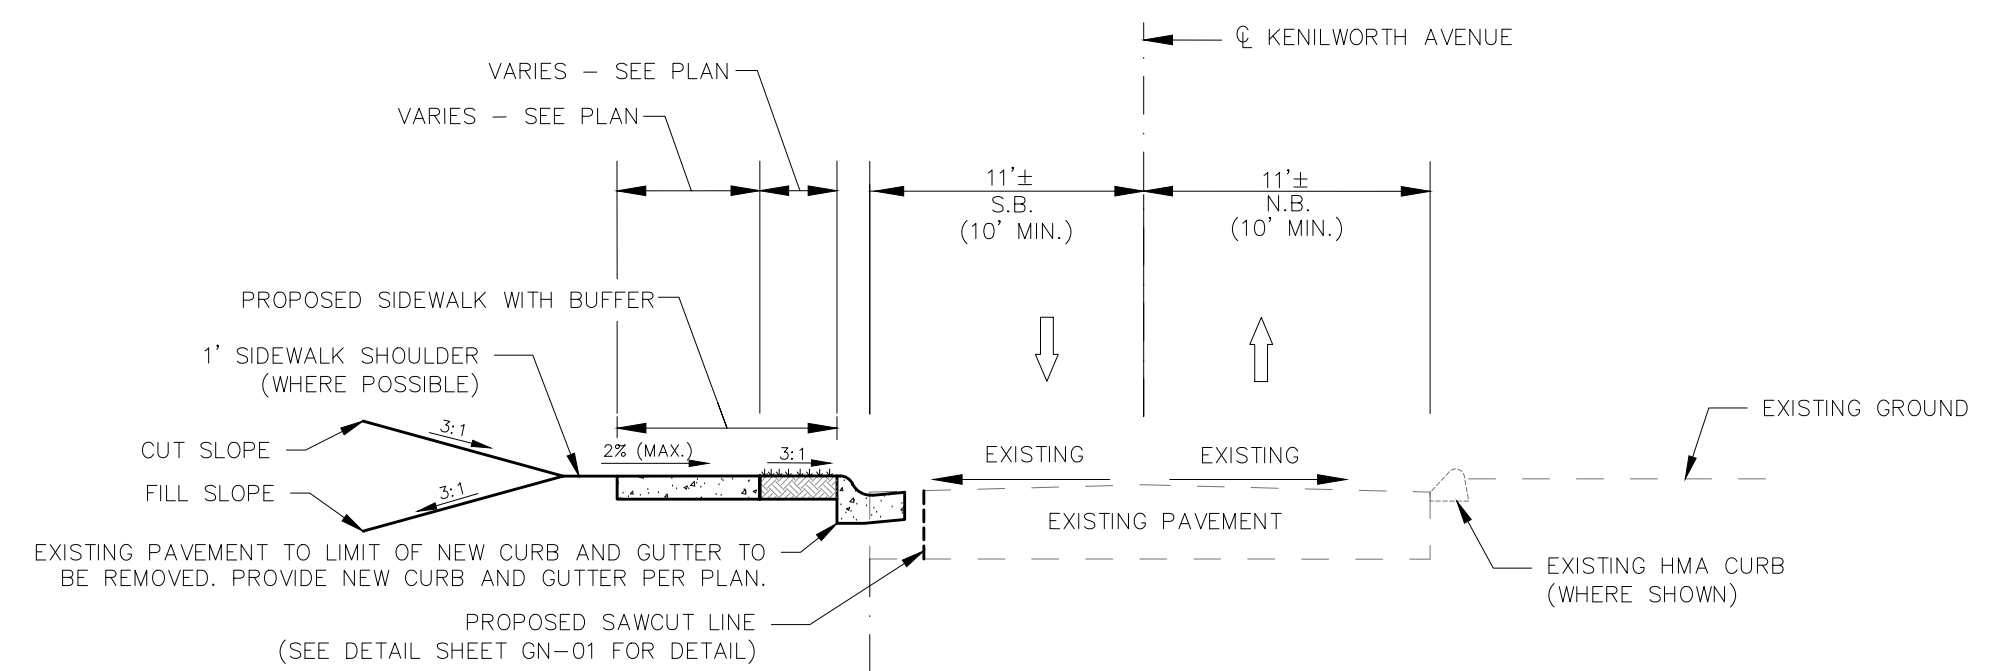 ℄ KENILWORTH AVENUE
VARIES - SEE PLAN
VARIES - SEE PLAN
11'±
S.B.
(10' MIN.)
11'±
N.B.
(10' MIN.)
PROPOSED SIDEWALK WITH BUFFER
1' SIDEWALK SHOULDER
(WHERE POSSIBLE)
EXISTING GROUND
3:1
CUT SLOPE
2% (MAX.)
3:1
EXISTING
EXISTING
FILL SLOPE
3:1
EXISTING PAVEMENT
EXISTING PAVEMENT TO LIMIT OF NEW CURB AND GUTTER TO
BE REMOVED. PROVIDE NEW CURB AND GUTTER PER PLAN.
EXISTING HMA CURB
(WHERE SHOWN)
PROPOSED SAWCUT LINE
(SEE DETAIL SHEET GN-01 FOR DETAIL)